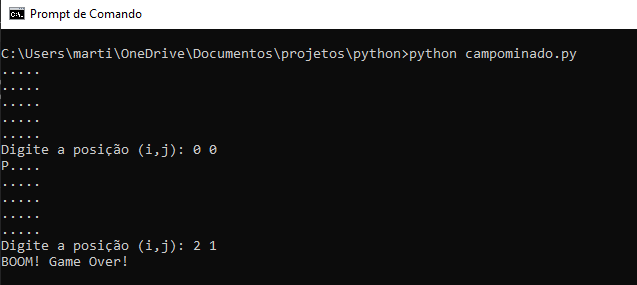 Prompt de Comando
C:\Users\marti\OneDrive\Documentos\projetos\python>python campominado.py
.....
.....
.....
.....
.....
Digite a posição (i,j): 0 0
P....
.....
.....
.....
.....
Digite a posição (i,j): 2 1
BOOM! Game Over!